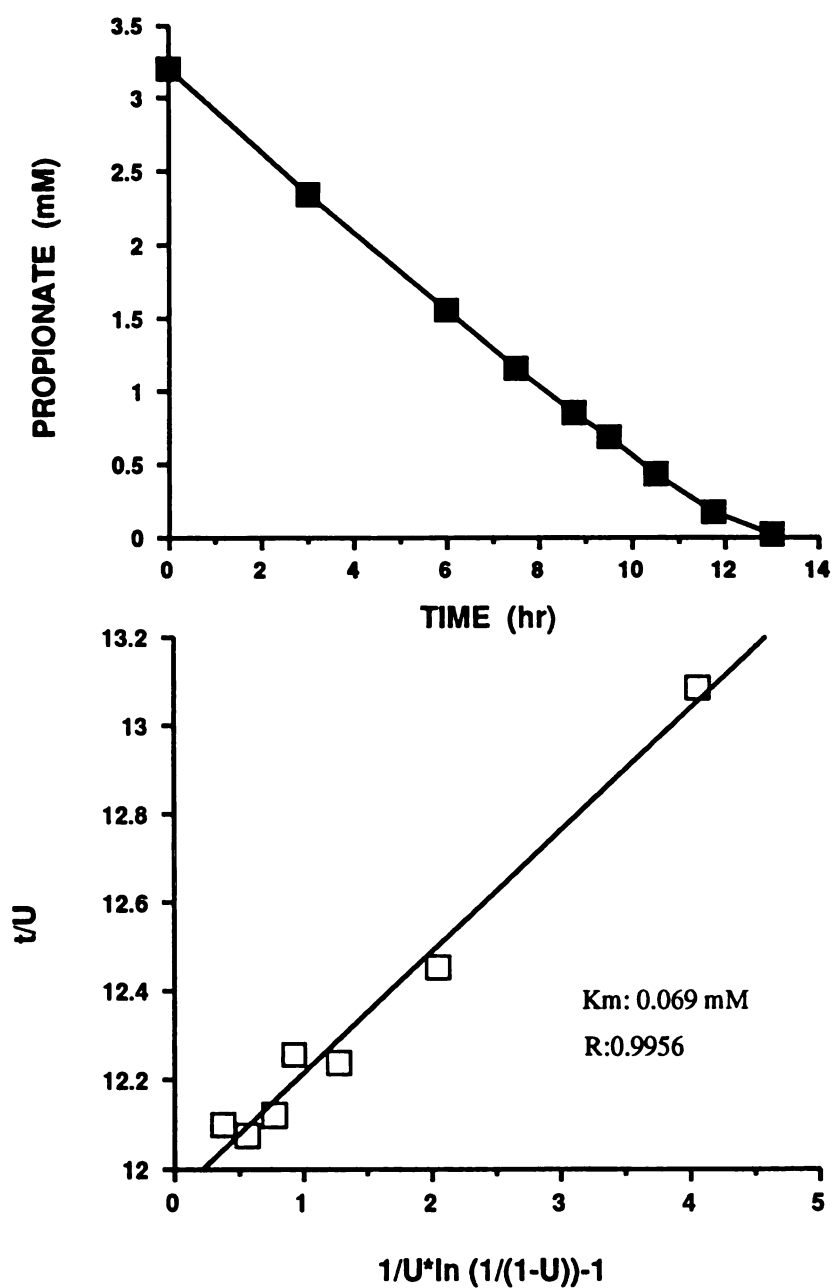 3.5
3
2.5
2
1.5
1
0.5
0
PROPIONATE (mM)
0 2 4 6 8 10 12 14
TIME (hr)
13.2
13
12.8
12.6
12.4
12.2
12
t/U
Km: 0.069 mM
R:0.9956
0 1 2 3 4 5
1/U*ln (1/(1-U))-1